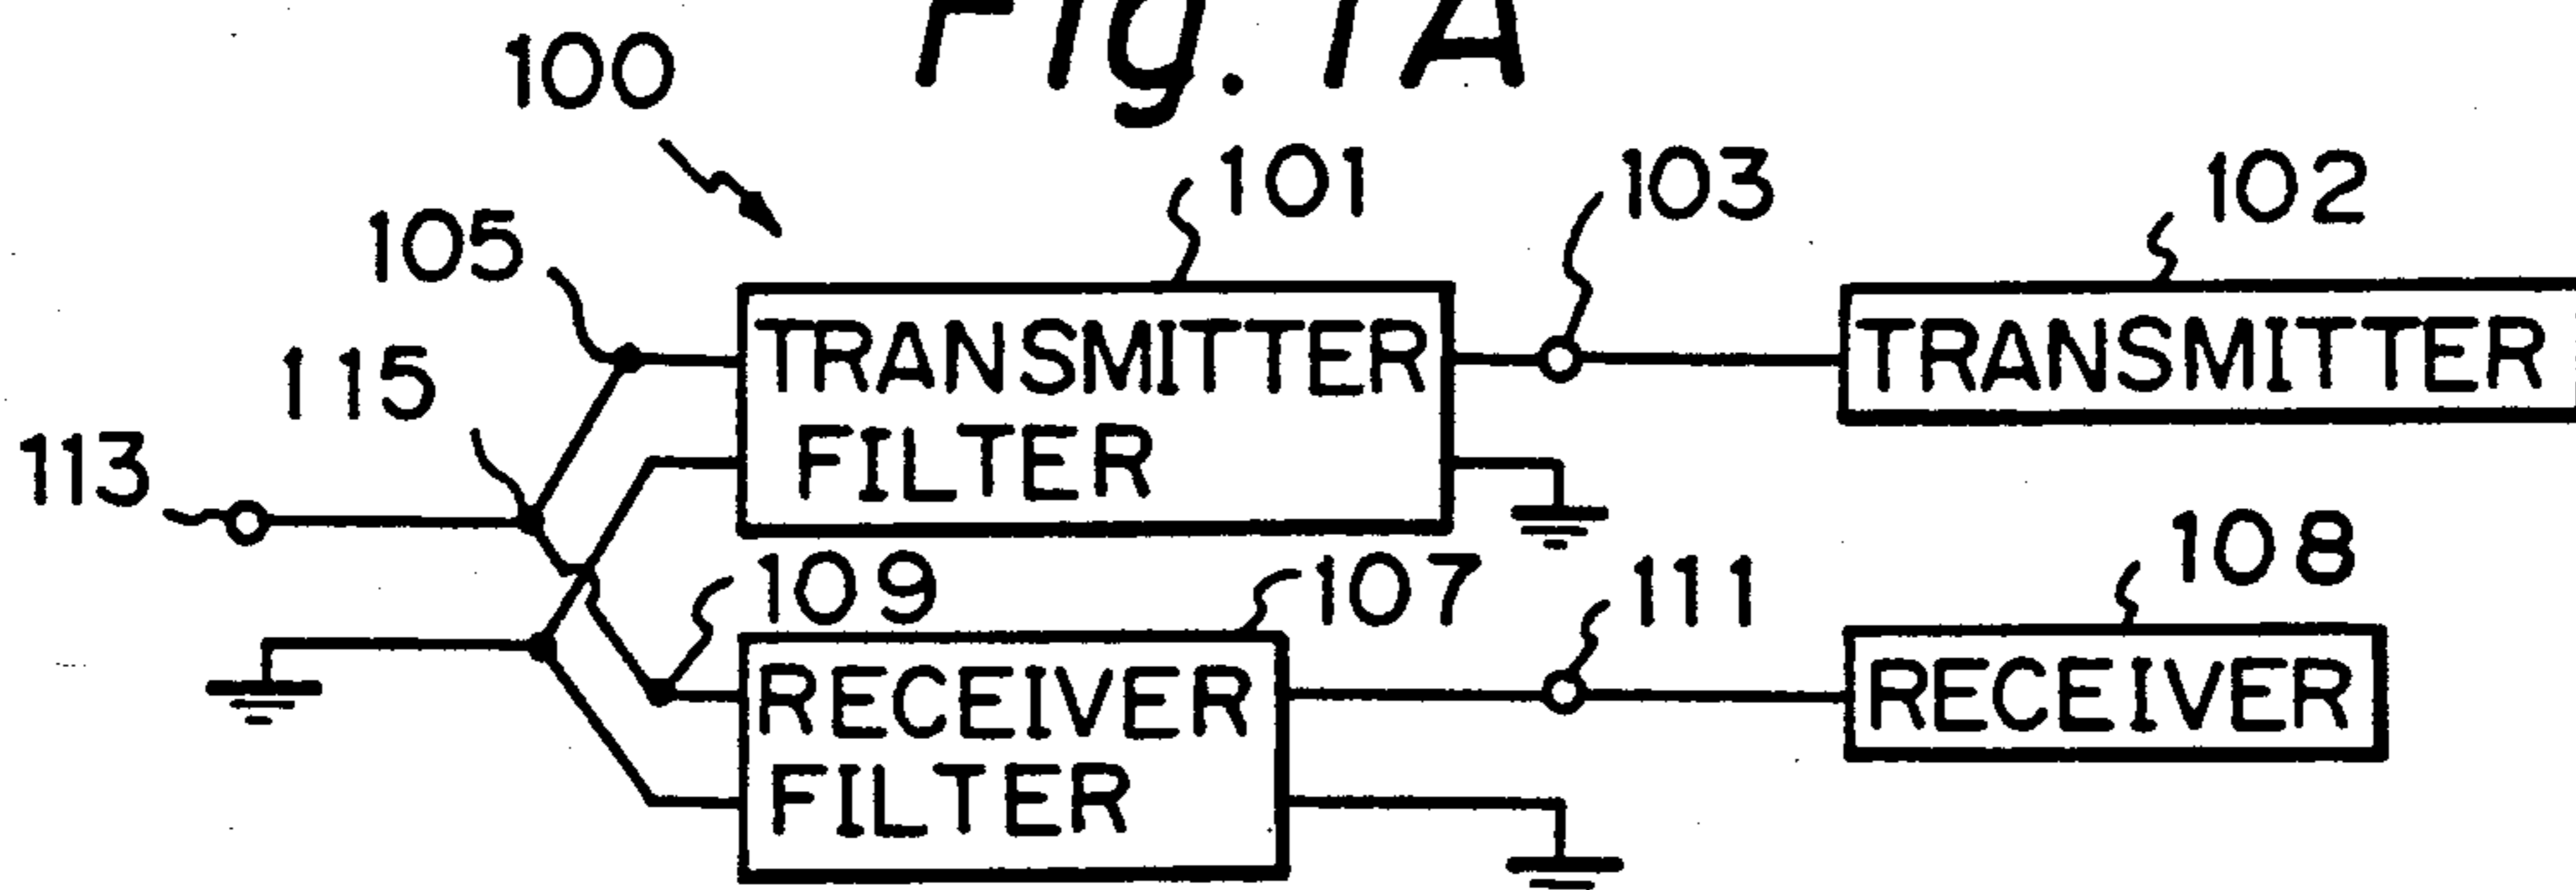 Fig. 1A
100
101
103
102
105
TRANSMITTER
FILTER
TRANSMITTER
115
113
109
107
111
108
RECEIVER
FILTER
RECEIVER